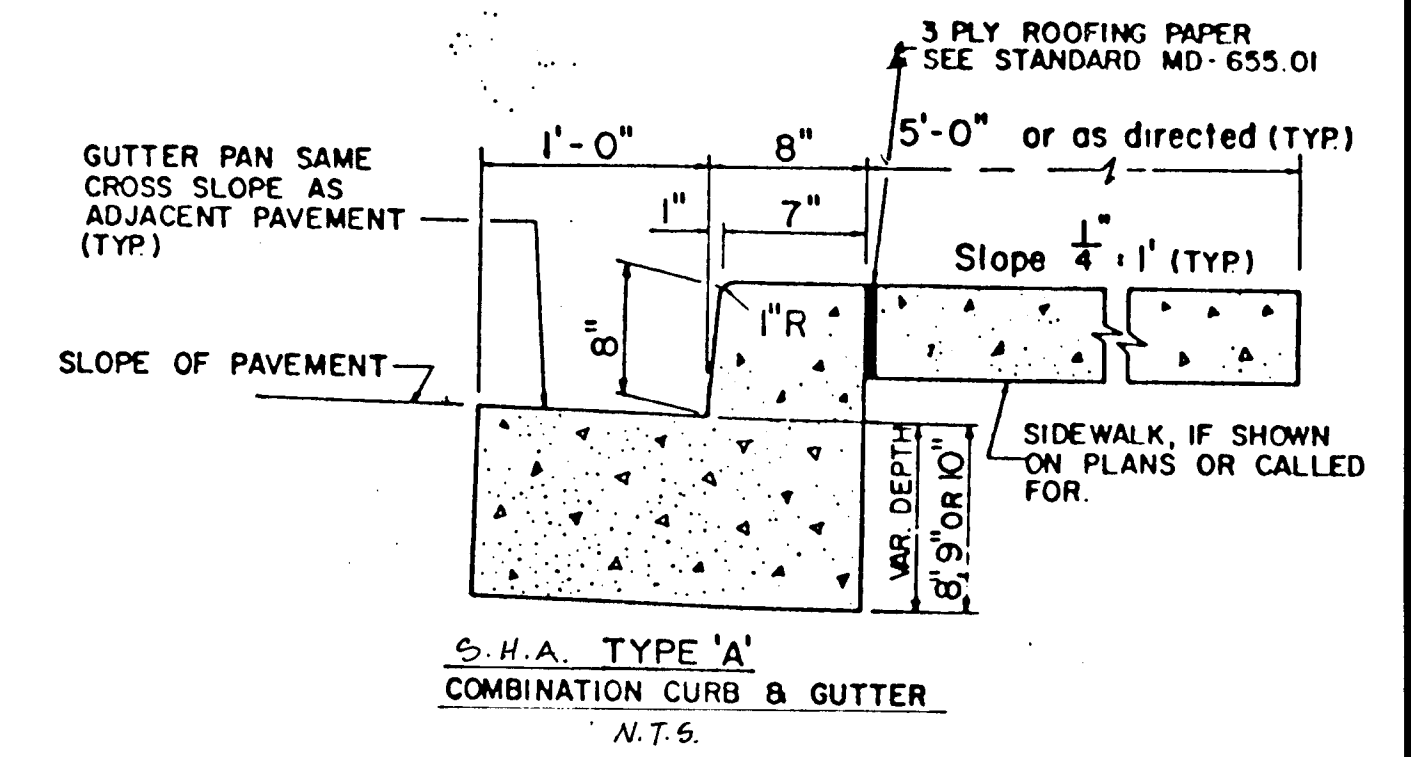 3 PLY ROOFING PAPER
SEE STANDARD MD-655.01
GUTTER PAN SAME
CROSS SLOPE AS
ADJACENT PAVEMENT
(TYP.)
1'-0"
8"
5'-0" or as directed (TYP.)
1"
7"
Slope 1/4" : 1' (TYP.)
8"
1"R
SLOPE OF PAVEMENT
VAR. DEPTH
8", 9" OR 10"
SIDEWALK, IF SHOWN
ON PLANS OR CALLED
FOR.
S.H.A. TYPE 'A'
COMBINATION CURB & GUTTER
N.T.S.